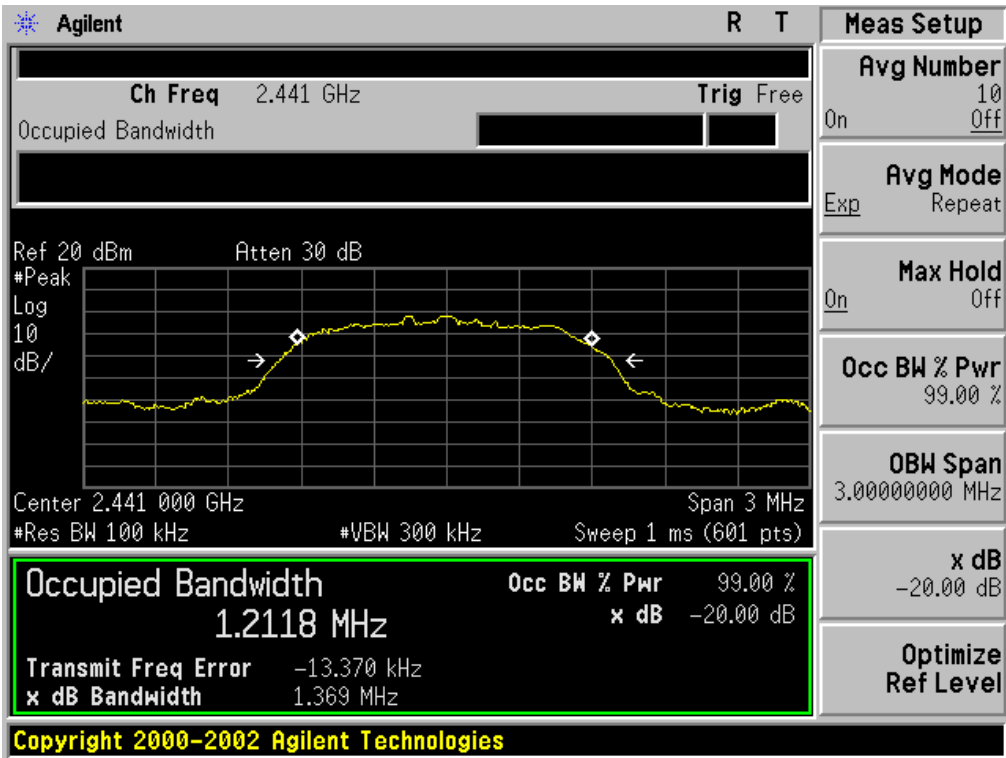 Agilent R T
Ch Freq 2.441 GHz Trig Free
Occupied Bandwidth
Ref 20 dBm Atten 30 dB
#Peak
Log
10
dB/
Center 2.441 000 GHz Span 3 MHz
#Res BW 100 kHz #VBW 300 kHz Sweep 1 ms (601 pts)
Occupied Bandwidth
1.2118 MHz
Occ BW % Pwr 99.00 %
x dB -20.00 dB
Transmit Freq Error -13.370 kHz
x dB Bandwidth 1.369 MHz
Copyright 2000-2002 Agilent Technologies
Meas Setup
Avg Number
10
On Off
Avg Mode
Exp Repeat
Max Hold
On Off
Occ BW % Pwr
99.00 %
OBW Span
3.00000000 MHz
x dB
-20.00 dB
Optimize
Ref Level